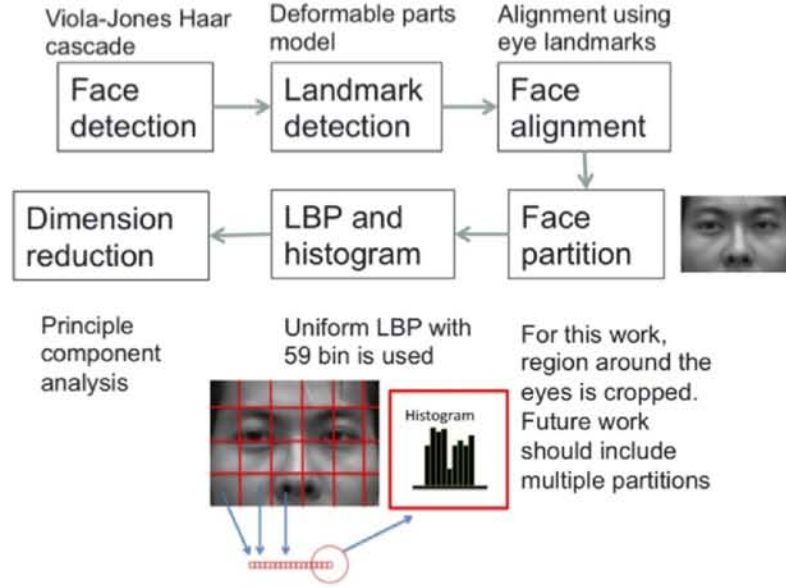 Viola-Jones Haar
cascade
Deformable parts
model
Alignment using
eye landmarks
Face
detection
Landmark
detection
Face
alignment
Dimension
reduction
LBP and
histogram
Face
partition
Principle
component
analysis
Uniform LBP with
59 bin is used
For this work,
region around the
eyes is cropped.
Future work
should include
multiple partitions
Histogram